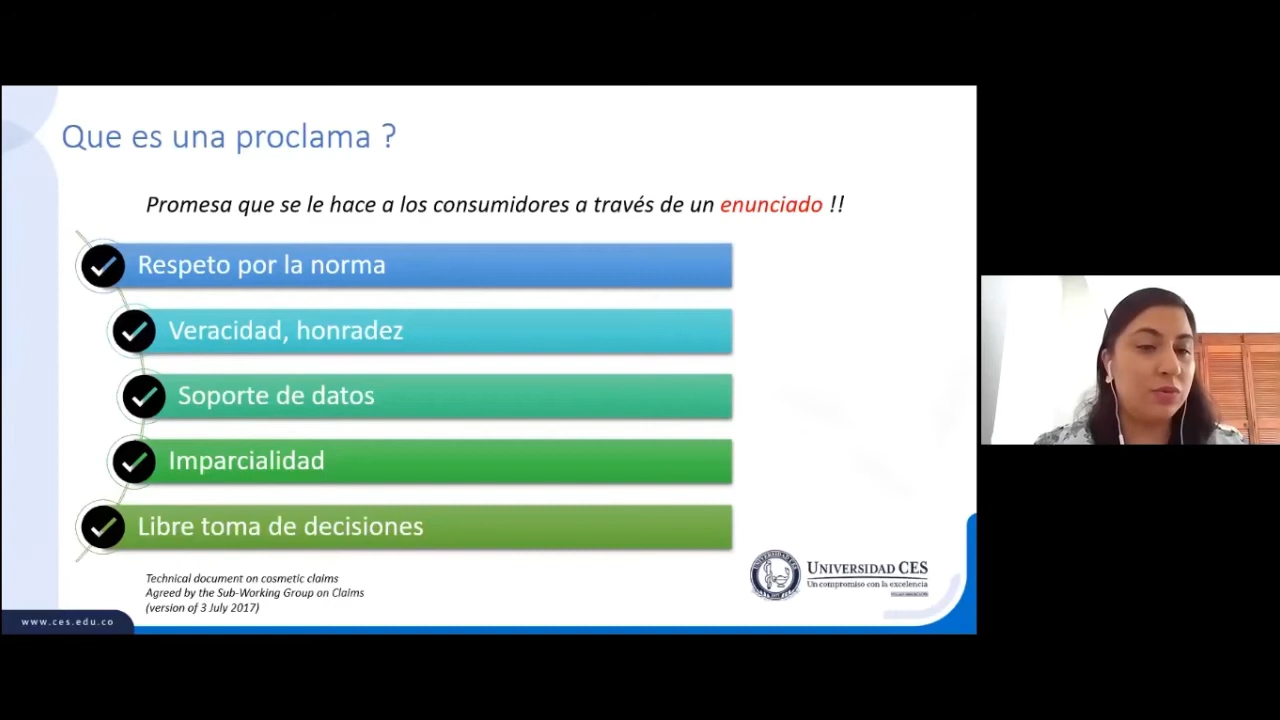 Que es una proclama ?
Promesa que se le hace a los consumidores a través de un enunciado !!
Respeto por la norma
Veracidad, honradez
Soporte de datos
Imparcialidad
Libre toma de decisiones
Technical document on cosmetic claims
Agreed by the Sub-Working Group on Claims
(version of 3 July 2017)
UNIVERSIDAD CES
Un compromiso con la excelencia
www.ces.edu.co